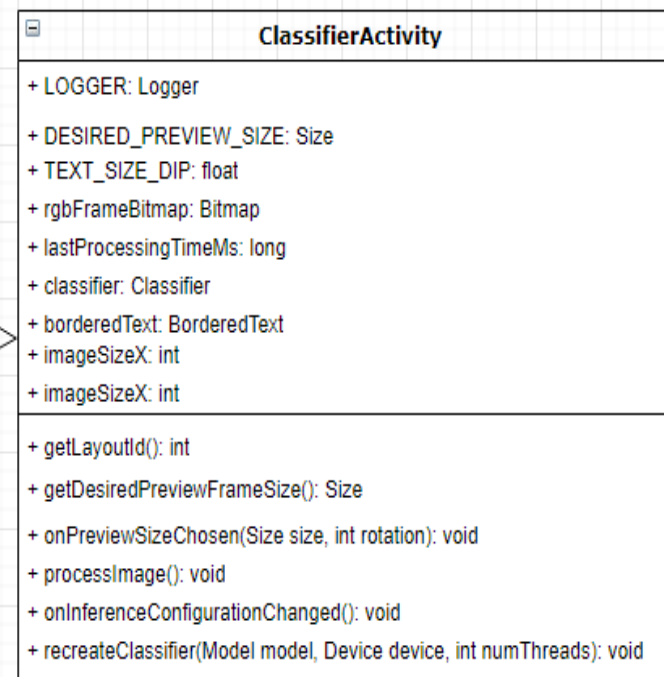 ClassifierActivity
+ LOGGER: Logger
+ DESIRED_PREVIEW_SIZE: Size
+ TEXT_SIZE_DIP: float
+ rgbFrameBitmap: Bitmap
+ lastProcessingTimeMs: long
+ classifier: Classifier
+ borderedText: BorderedText
+ imageSizeX: int
+ imageSizeX: int
+ getLayoutId(): int
+ getDesiredPreviewFrameSize(): Size
+ onPreviewSizeChosen(Size size, int rotation): void
+ processImage(): void
+ onInferenceConfigurationChanged(): void
+ recreateClassifier(Model model, Device device, int numThreads): void